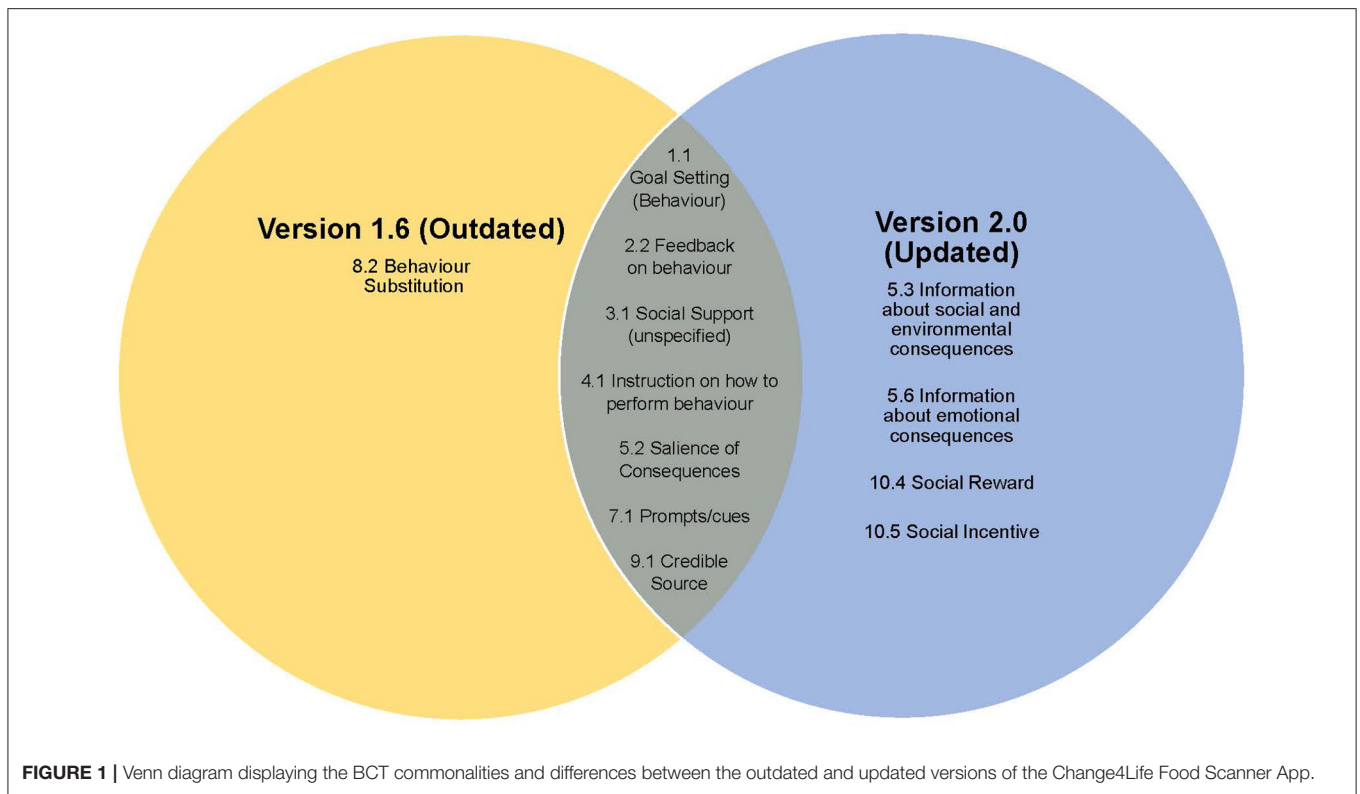 Version 1.6 (Outdated)
8.2 Behaviour
Substitution
1.1
Goal Setting
(Behaviour)
2.2 Feedback
on behaviour
3.1 Social Support
(unspecified)
4.1 Instruction on how to
perform behaviour
5.2 Salience of
Consequences
7.1 Prompts/cues
9.1 Credible
Source
Version 2.0
(Updated)
5.3 Information
about social and
environmental
consequences
5.6 Information
about emotional
consequences
10.4 Social Reward
10.5 Social Incentive
FIGURE 1 | Venn diagram displaying the BCT commonalities and differences between the outdated and updated versions of the Change4Life Food Scanner App.